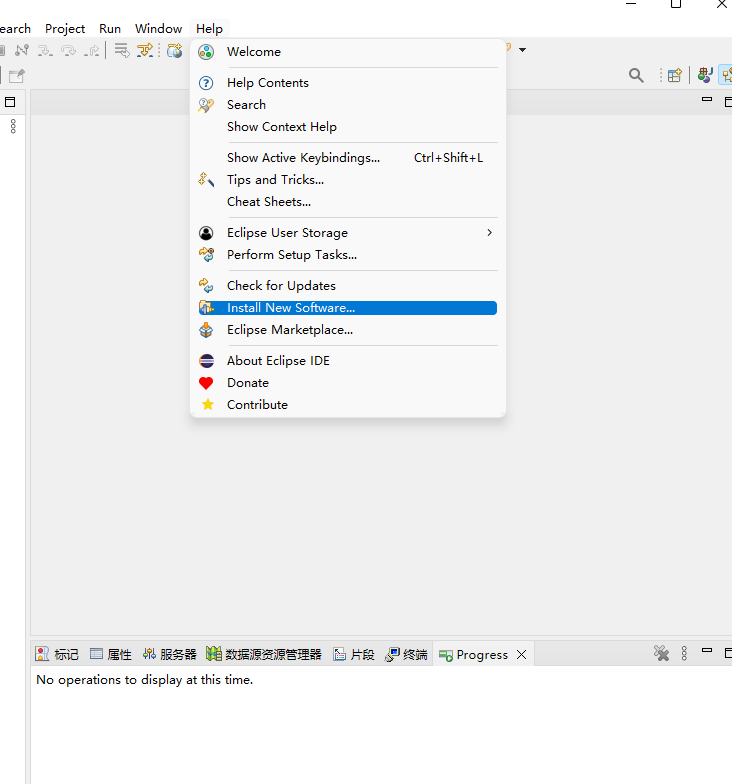 earch Project Run Window Help
Welcome
Help Contents
Search
Show Context Help
Show Active Keybindings... Ctrl+Shift+L
Tips and Tricks...
Cheat Sheets...
Eclipse User Storage
Perform Setup Tasks...
Check for Updates
Install New Software...
Eclipse Marketplace...
About Eclipse IDE
Donate
Contribute
标记 属性 服务器 数据源资源管理器 片段 终端 Progress
No operations to display at this time.